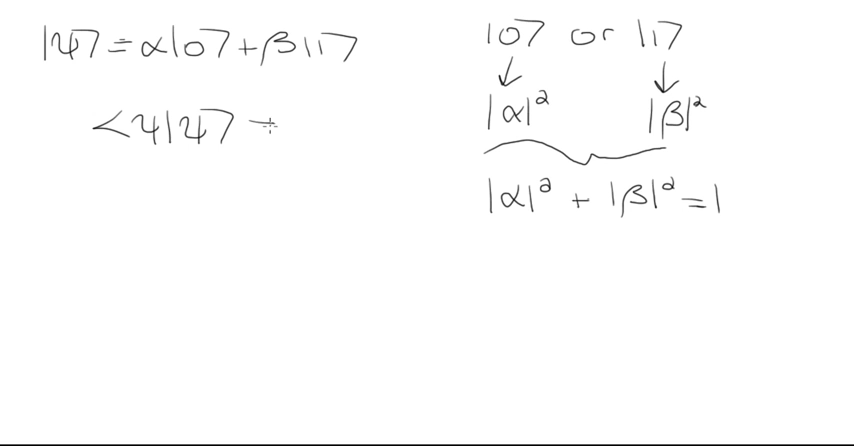 |ψ⟩ = α|0⟩ + β|1⟩
<ψ|ψ⟩ =
|0⟩ or |1⟩
↓ ↓
|α|² |β|²
|α|² + |β|² = 1